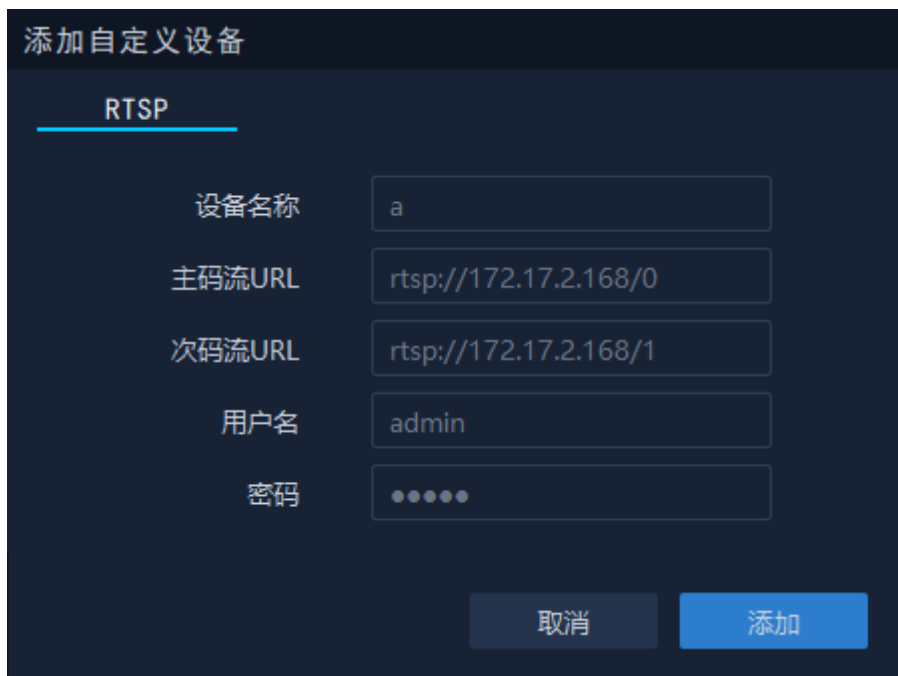 添加自定义设备
RTSP
设备名称 a
主码流URL rtsp://172.17.2.168/0
次码流URL rtsp://172.17.2.168/1
用户名 admin
密码 ●●●●●
取消 添加